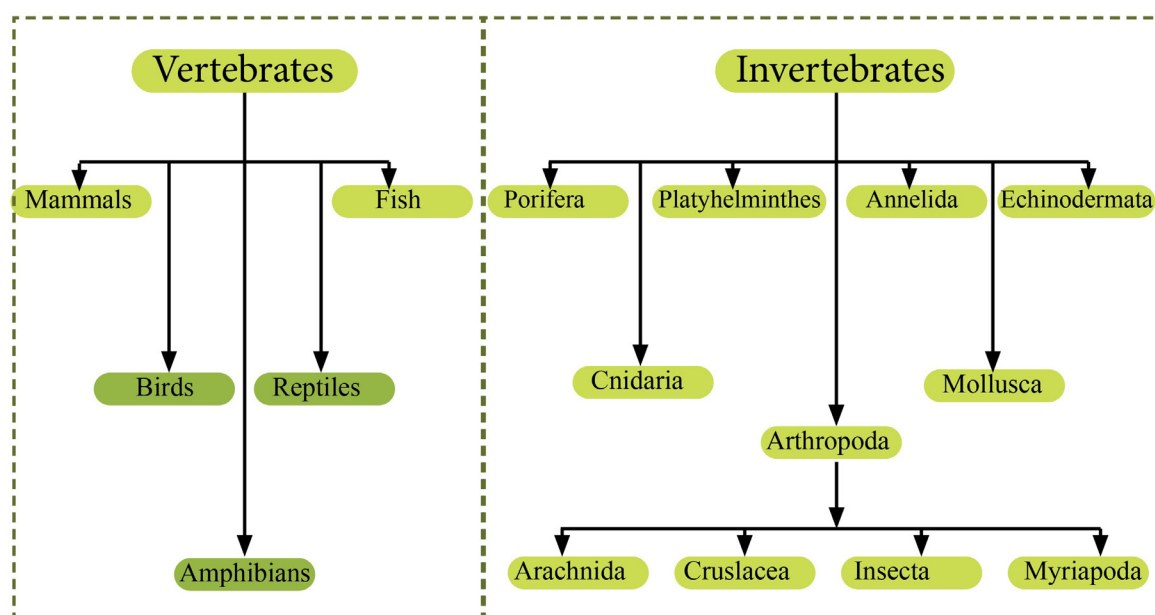 Vertebrates
Invertebrates
Mammals
Fish
Porifera
Platyhelminthes
Annelida
Echinodermata
Birds
Reptiles
Cnidaria
Mollusca
Arthropoda
Amphibians
Arachnida
Cruslacea
Insecta
Myriapoda